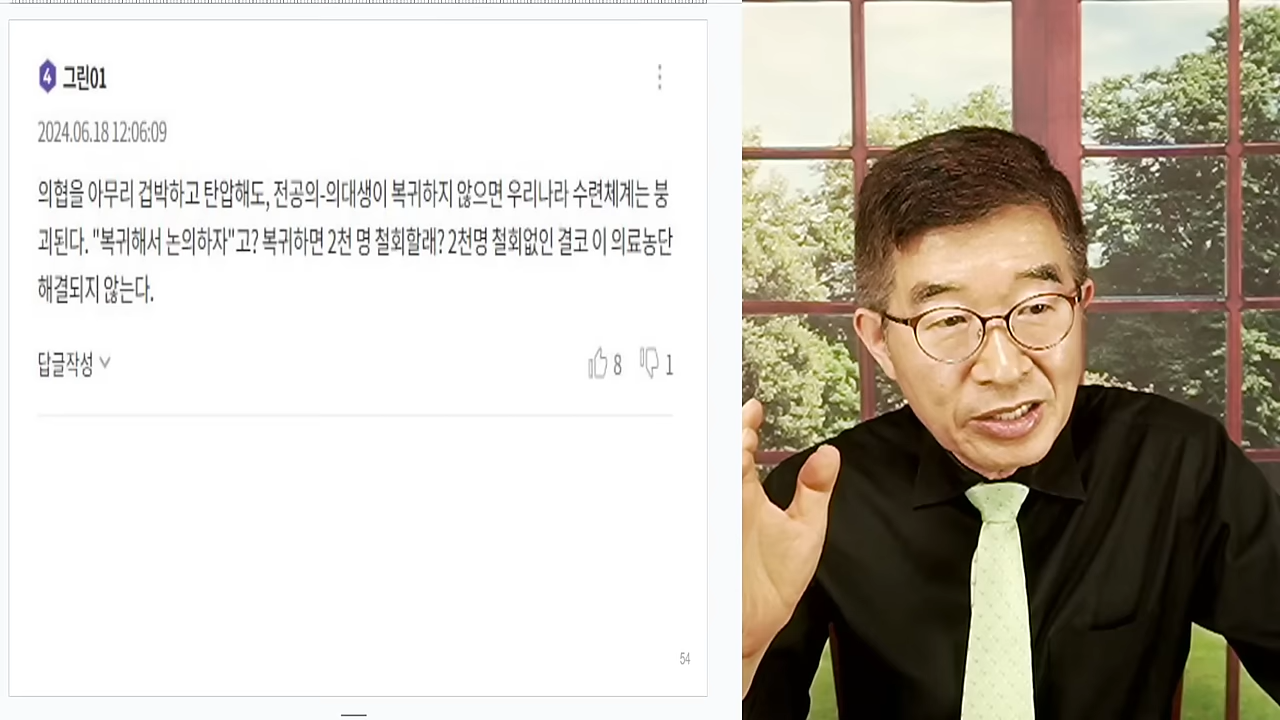 4 그린01
2024.06.18 12:06:09
의협을 아무리 겁박하고 탄압해도, 전공의-의대생이 복귀하지 않으면 우리나라 수련체계는 붕
괴된다. "복귀해서 논의하자"고? 복귀하면 2천 명 철회할래? 2천명 철회없인 결코 이 의료농단
해결되지 않는다.
답글작성
8 1
54